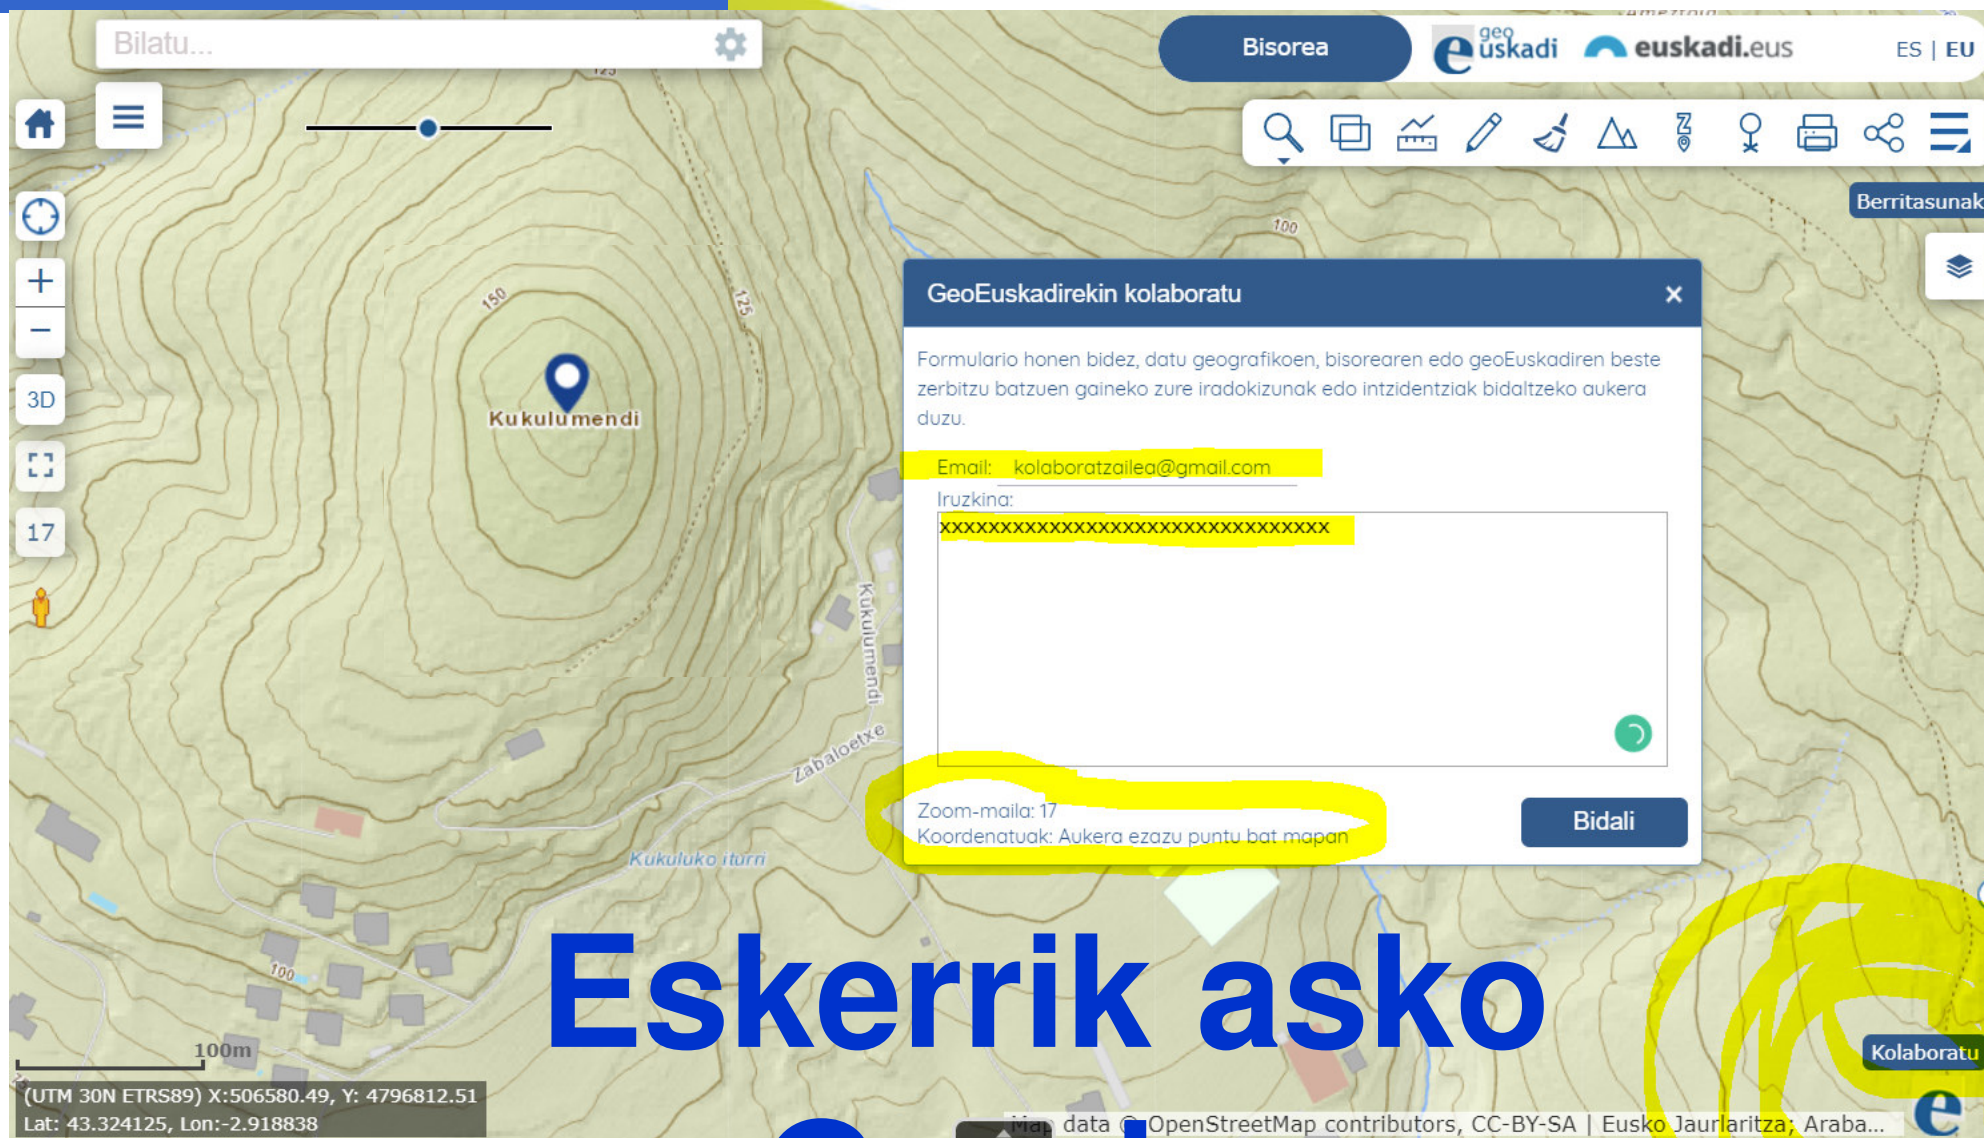 Bilatu...
Bisorea
geo
euskadi
euskadi.eus
ES | EU
125
Berritasunak
100
150
125
GeoEuskadirekin kolaboratu
×
Formulario honen bidez, datu geografikoen, bisorearen edo geoEuskadiren beste
zerbitzu batzuen gaineko zure iradokizunak edo intzidentziak bidaltzeko aukera
duzu.
Email: kolaboratzailea@gmail.com
Iruzkina:
xxxxxxxxxxxxxxxxxxxxxxxxxxxxxxxx
Zoom-maila: 17
Koordenatuak: Aukera ezazu puntu bat mapan
Bidali
+
−
3D
17
Kukulumendi
Kukulumendi
Zabaloetxe
Kukuluko iturri
100
Eskerrik asko
100m
Kolaboratu
(UTM 30N ETRS89) X:506580.49, Y: 4796812.51
Lat: 43.324125, Lon:-2.918838
Map data © OpenStreetMap contributors, CC-BY-SA | Eusko Jaurlaritza; Araba...